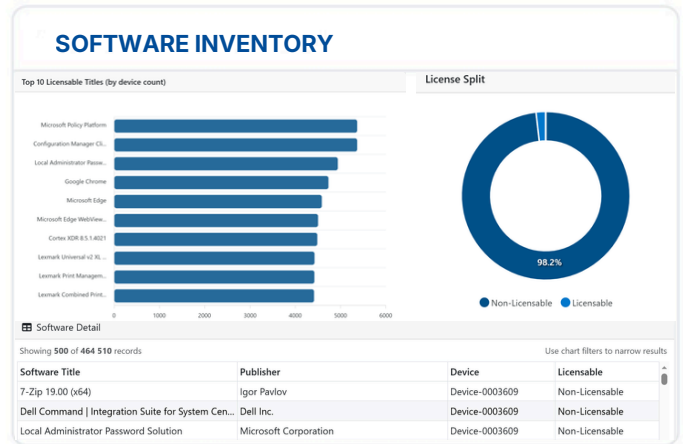 SOFTWARE INVENTORY
Top 10 Licensable Titles (by device count)
License Split
Microsoft Policy Platform
Configuration Manager Cli...
Local Administrator Passw...
Google Chrome
Microsoft Edge
Microsoft Edge WebView...
Cortex XDR 8.5.1.4021
Lexmark Universal v2 XL ...
Lexmark Print Managem...
Lexmark Combined Print...
0 1000 2000 3000 4000 5000 6000
98.2%
Non-Licensable Licensable
Software Detail
Showing 500 of 464 510 records
Use chart filters to narrow results
Software Title Publisher Device Licensable
7-Zip 19.00 (x64) Igor Pavlov Device-0003609 Non-Licensable
Dell Command | Integration Suite for System Cen... Dell Inc. Device-0003609 Non-Licensable
Local Administrator Password Solution Microsoft Corporation Device-0003609 Non-Licensable